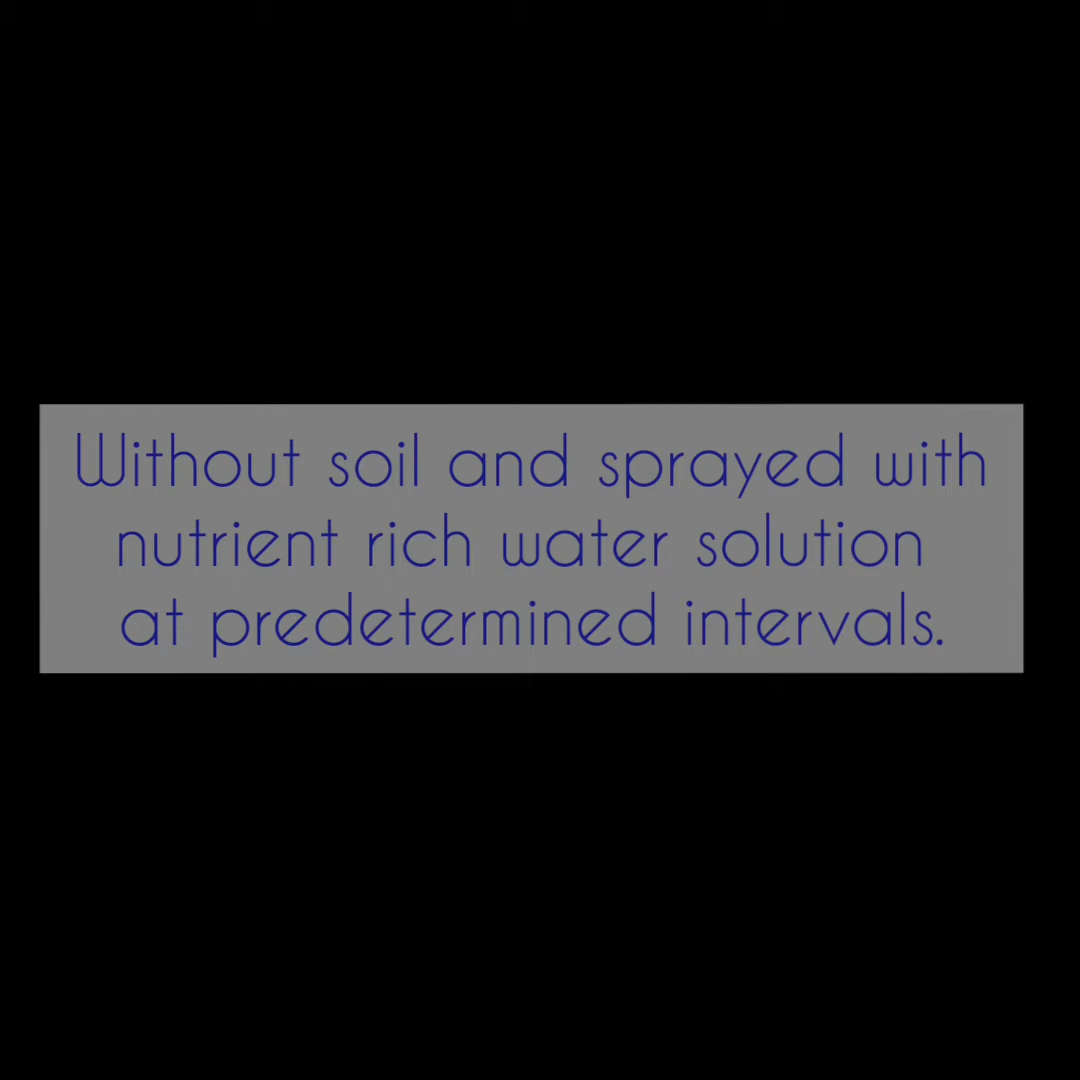 Without soil and sprayed with
nutrient rich water solution
at predetermined intervals.